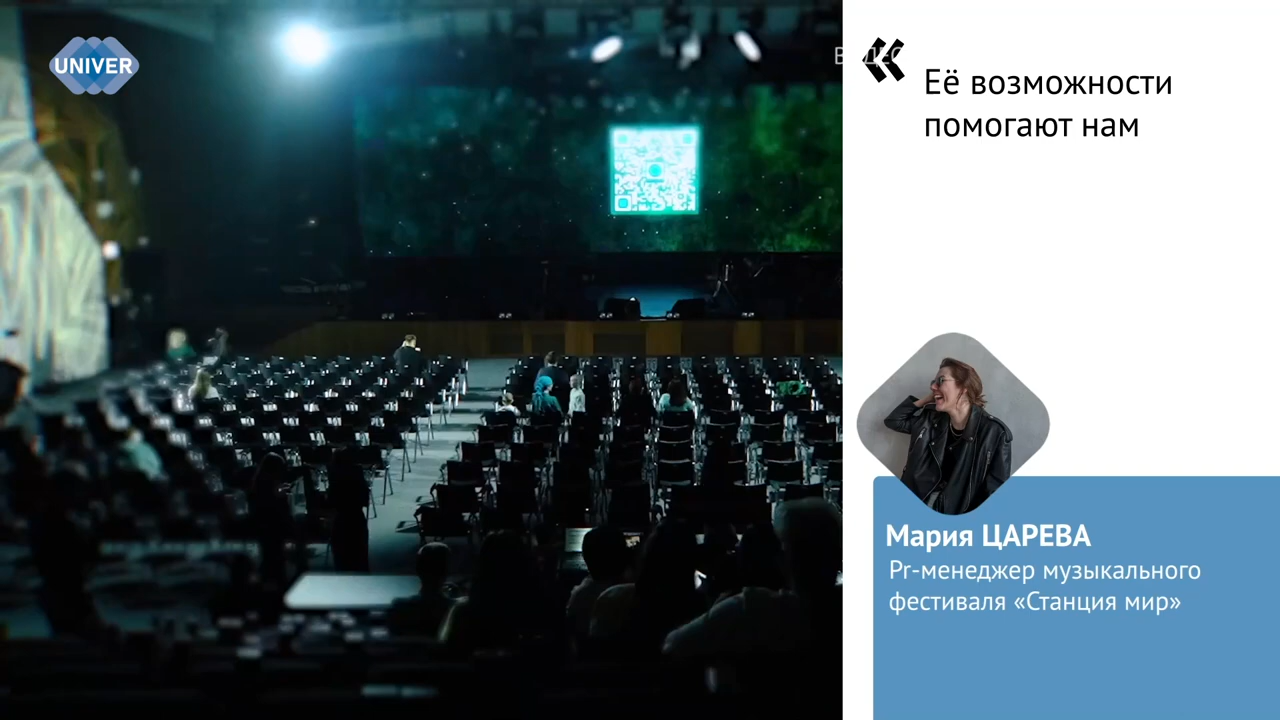 UNIVER
Её возможности
помогают нам
Мария ЦАРЕВА
Pr-менеджер музыкального
фестиваля «Станция мир»